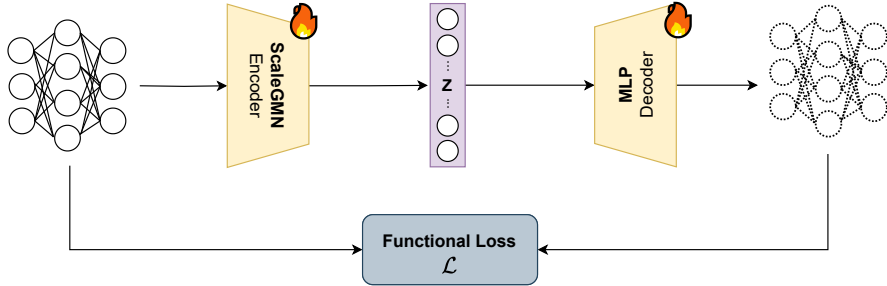 ScaleGMN
Encoder
Z
MLP
Decoder
Functional Loss
ℒ